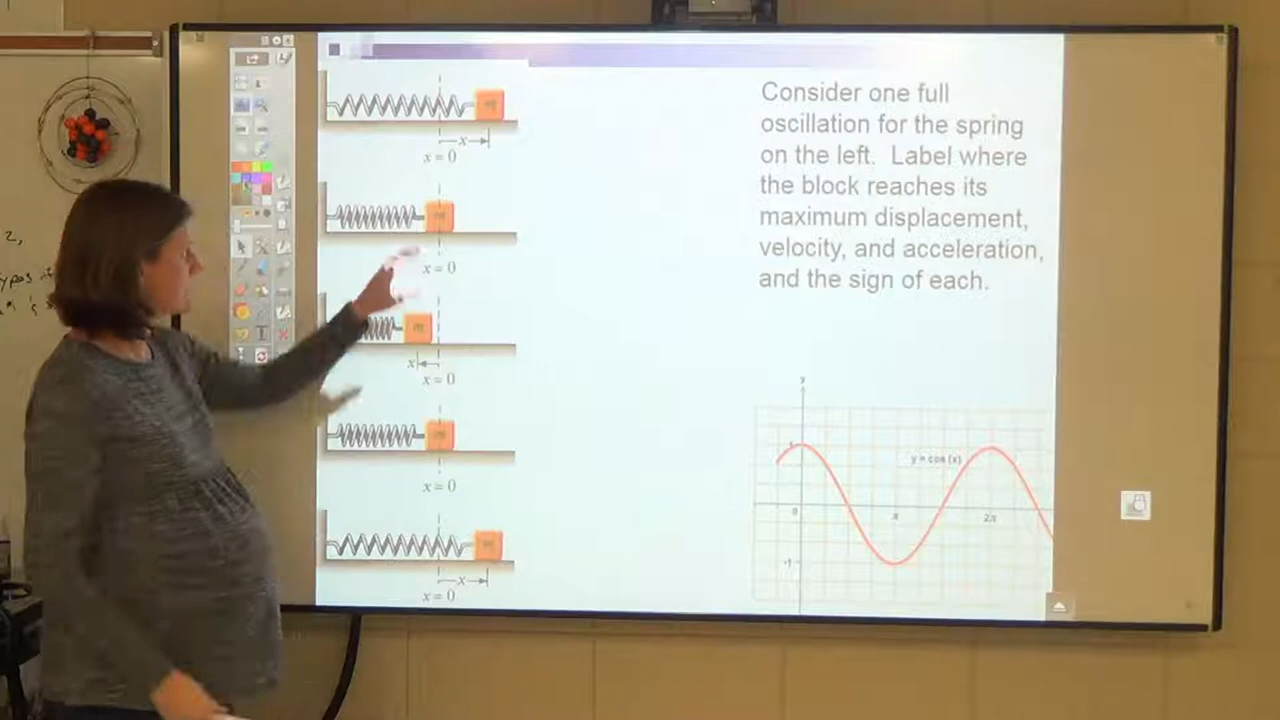 x
x = 0
x = 0
x
x = 0
x = 0
x
x = 0
Consider one full
oscillation for the spring
on the left. Label where
the block reaches its
maximum displacement,
velocity, and acceleration,
and the sign of each.
y
1
y = cos (x)
0
π
2π
-1
2,